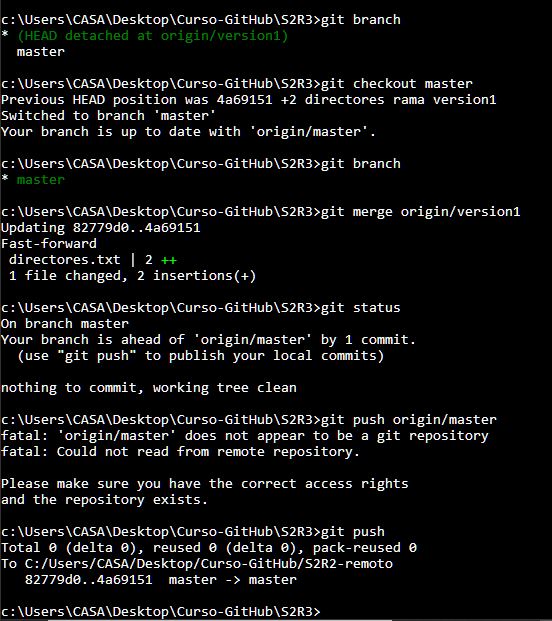 c:\Users\CASA\Desktop\Curso-GitHub\S2R3>git branch
* (HEAD detached at origin/version1)
  master
c:\Users\CASA\Desktop\Curso-GitHub\S2R3>git checkout master
Previous HEAD position was 4a69151 +2 directores rama version1
Switched to branch 'master'
Your branch is up to date with 'origin/master'.
c:\Users\CASA\Desktop\Curso-GitHub\S2R3>git branch
* master
c:\Users\CASA\Desktop\Curso-GitHub\S2R3>git merge origin/version1
Updating 82779d0..4a69151
Fast-forward
 directores.txt | 2 ++
 1 file changed, 2 insertions(+)
c:\Users\CASA\Desktop\Curso-GitHub\S2R3>git status
On branch master
Your branch is ahead of 'origin/master' by 1 commit.
  (use "git push" to publish your local commits)
nothing to commit, working tree clean
c:\Users\CASA\Desktop\Curso-GitHub\S2R3>git push origin/master
fatal: 'origin/master' does not appear to be a git repository
fatal: Could not read from remote repository.
Please make sure you have the correct access rights
and the repository exists.
c:\Users\CASA\Desktop\Curso-GitHub\S2R3>git push
Total 0 (delta 0), reused 0 (delta 0), pack-reused 0
To C:/Users/CASA/Desktop/Curso-GitHub/S2R2-remoto
   82779d0..4a69151  master -> master
c:\Users\CASA\Desktop\Curso-GitHub\S2R3>